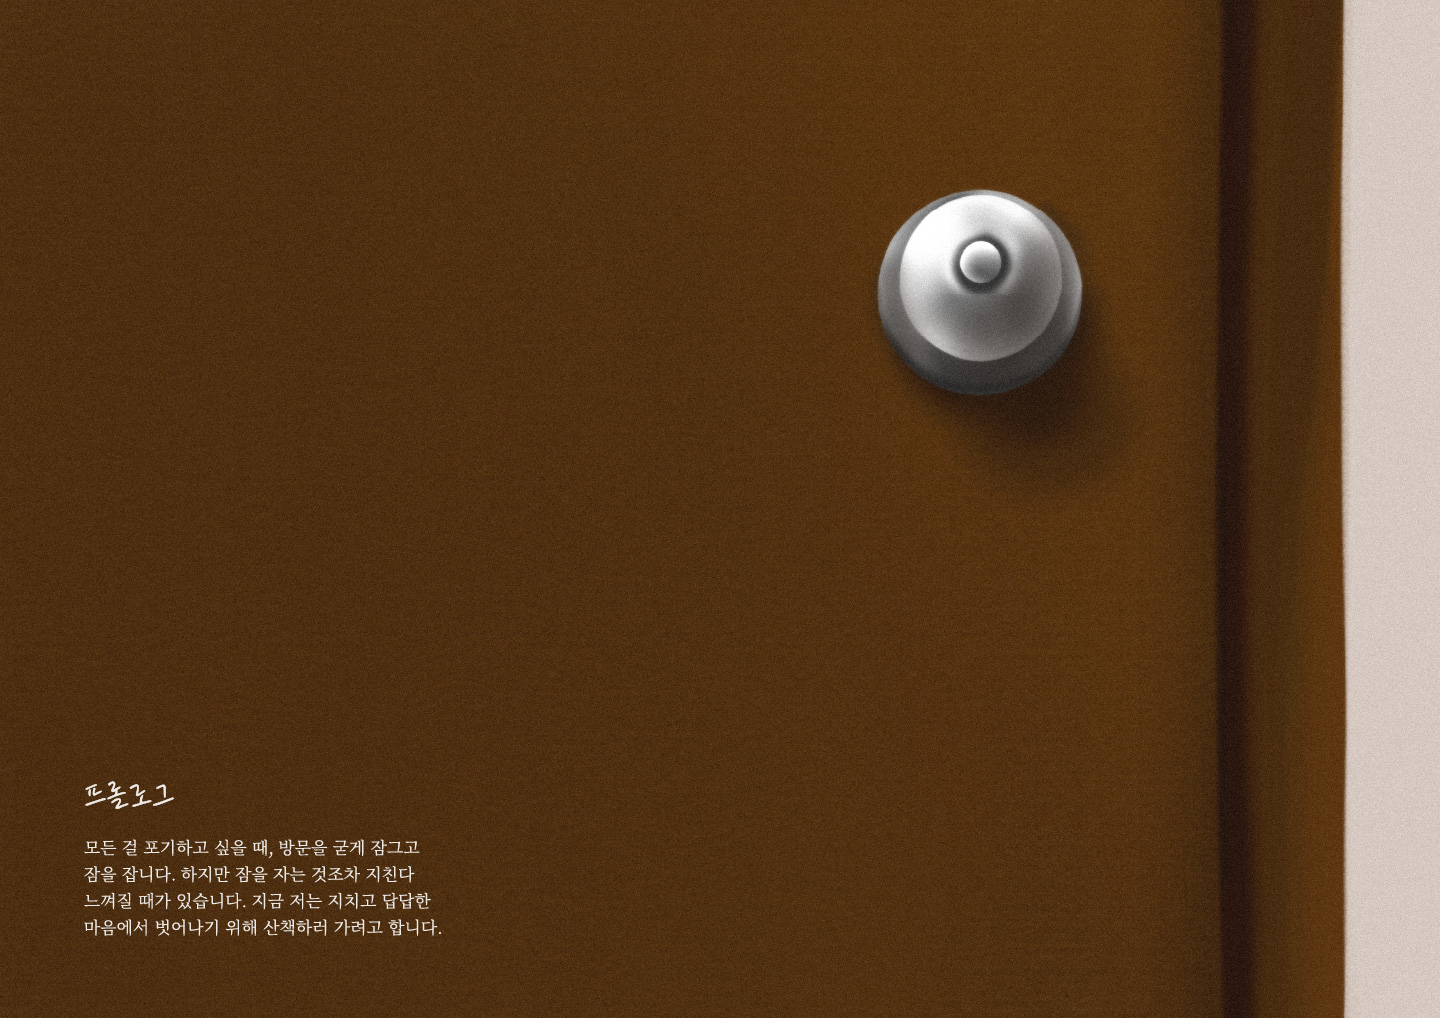 프롤로그
모든 걸 포기하고 싶을 때, 방문을 굳게 잠그고
잠을 잡니다. 하지만 잠을 자는 것조차 지친다
느껴질 때가 있습니다. 지금 저는 지치고 답답한
마음에서 벗어나기 위해 산책하러 가려고 합니다.